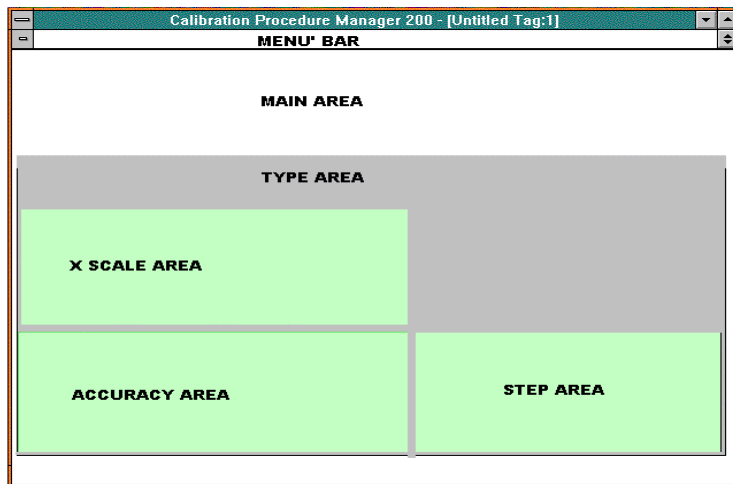 Calibration Procedure Manager 200 - [Untitled Tag:1]
MENU' BAR
MAIN AREA
TYPE AREA
X SCALE AREA
ACCURACY AREA
STEP AREA